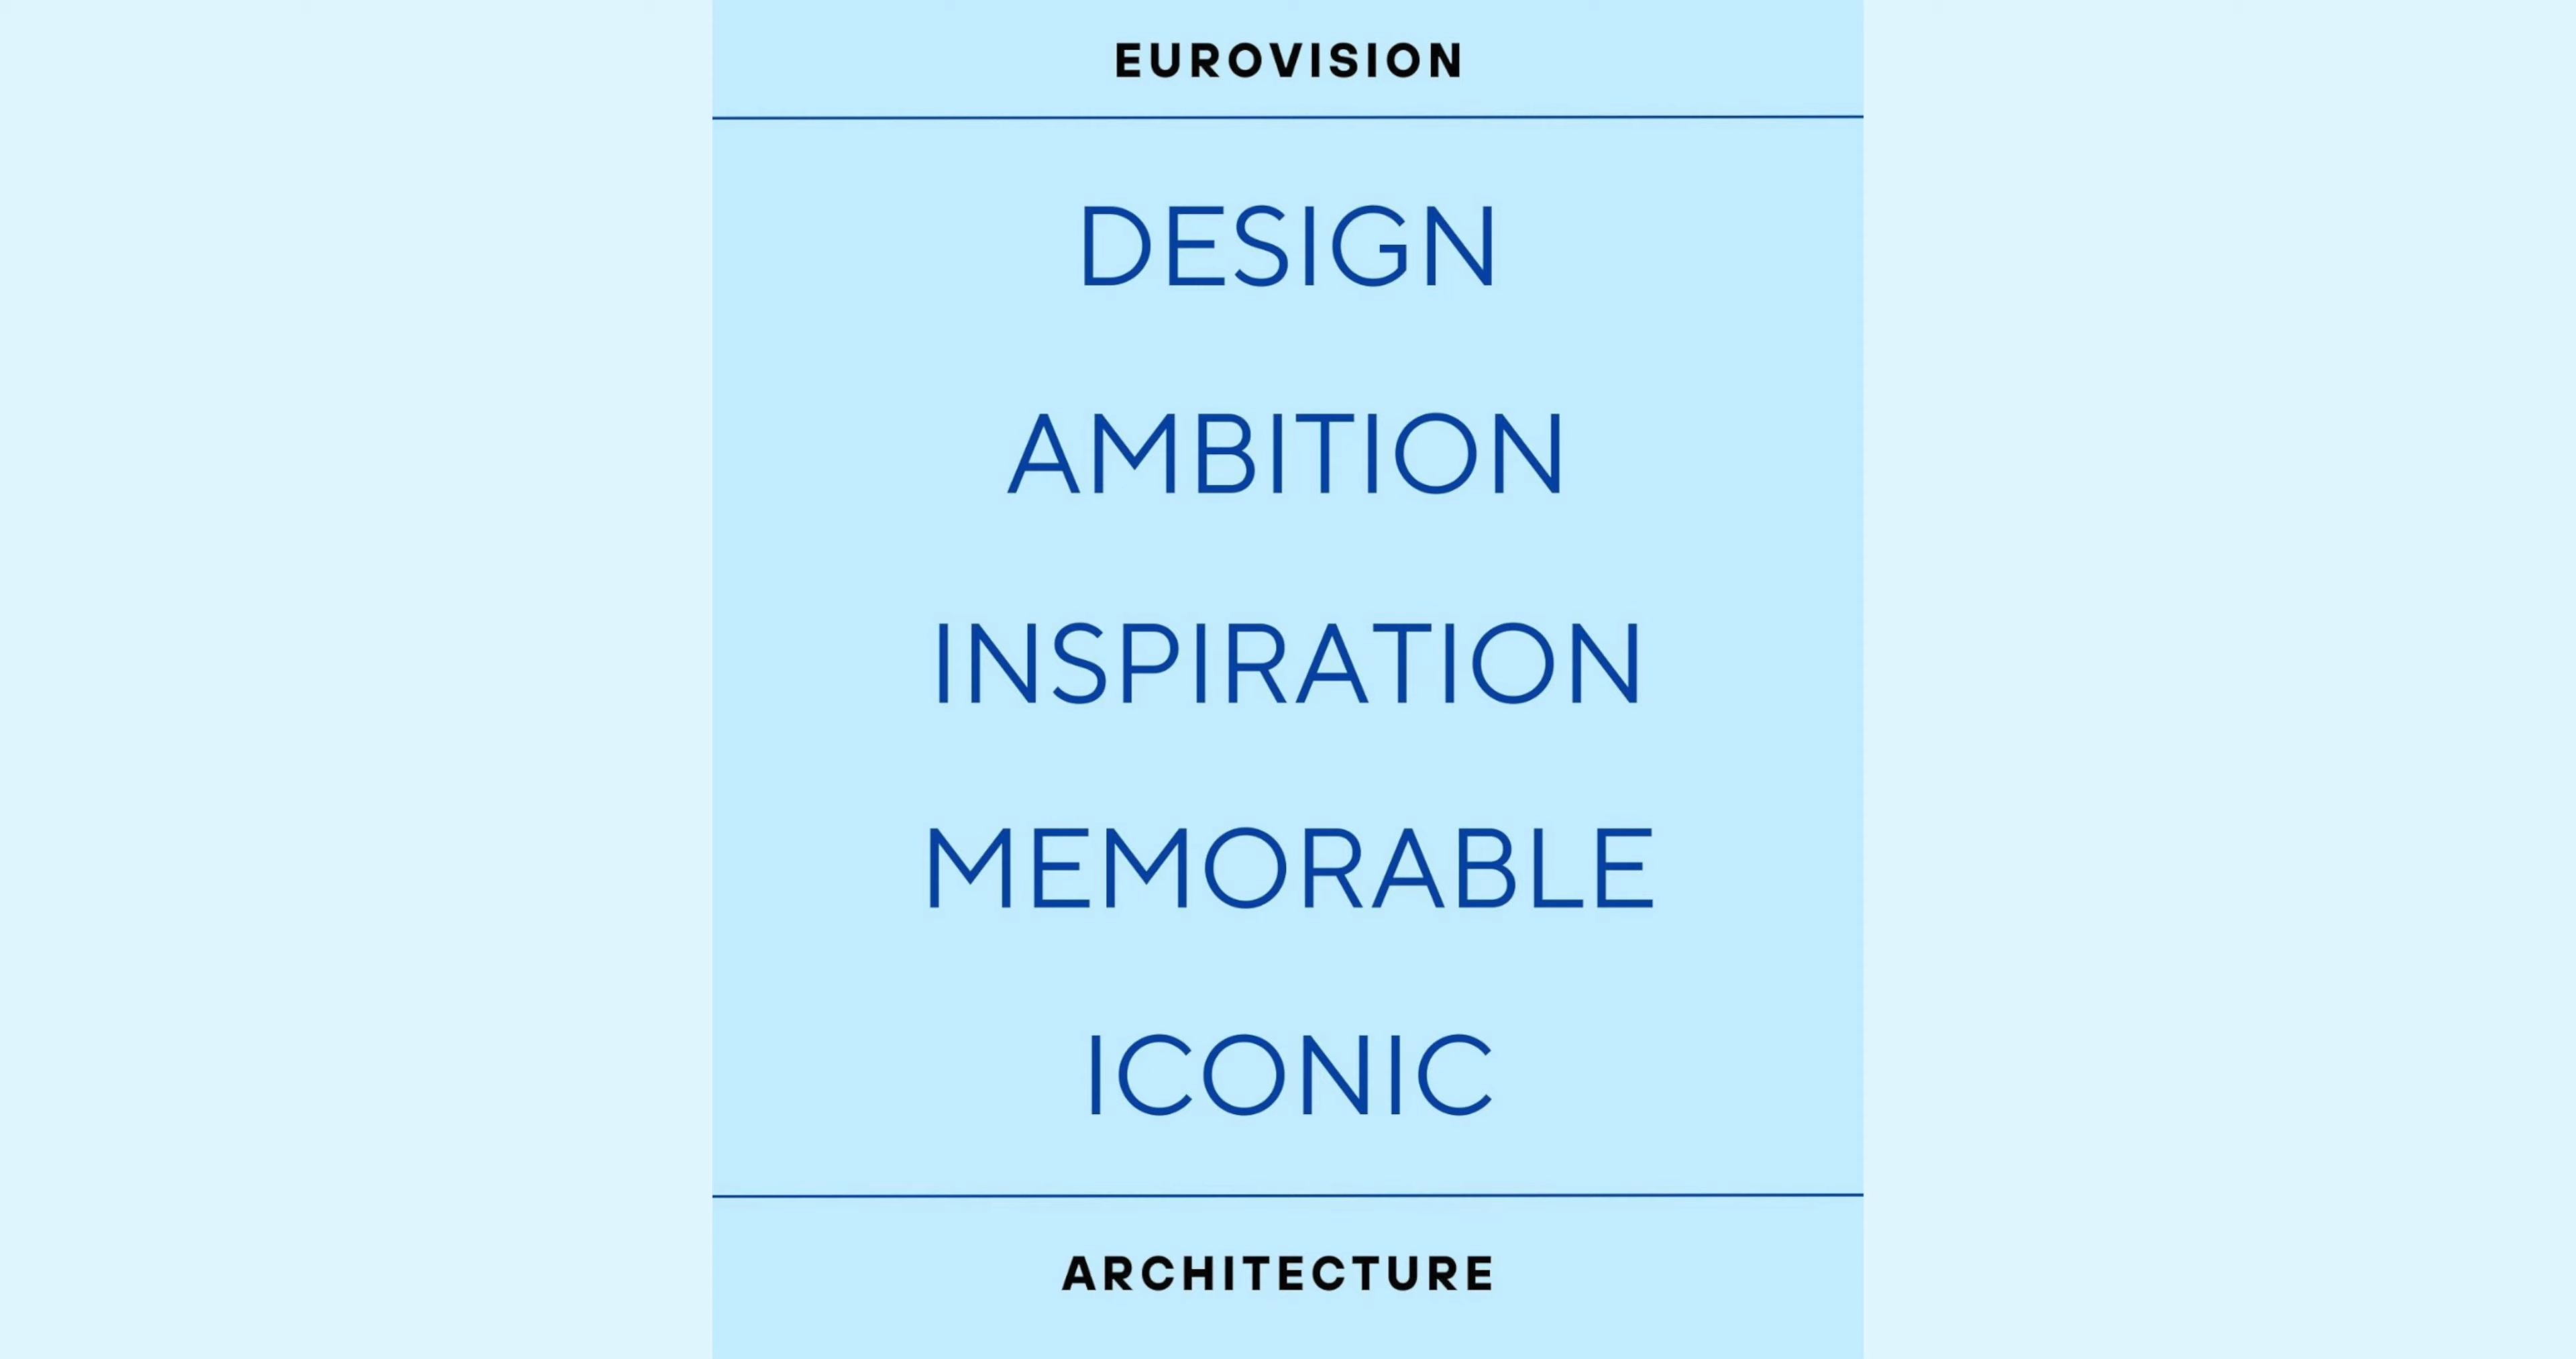 EUROVISION
DESIGN
AMBITION
INSPIRATION
MEMORABLE
ICONIC
ARCHITECTURE